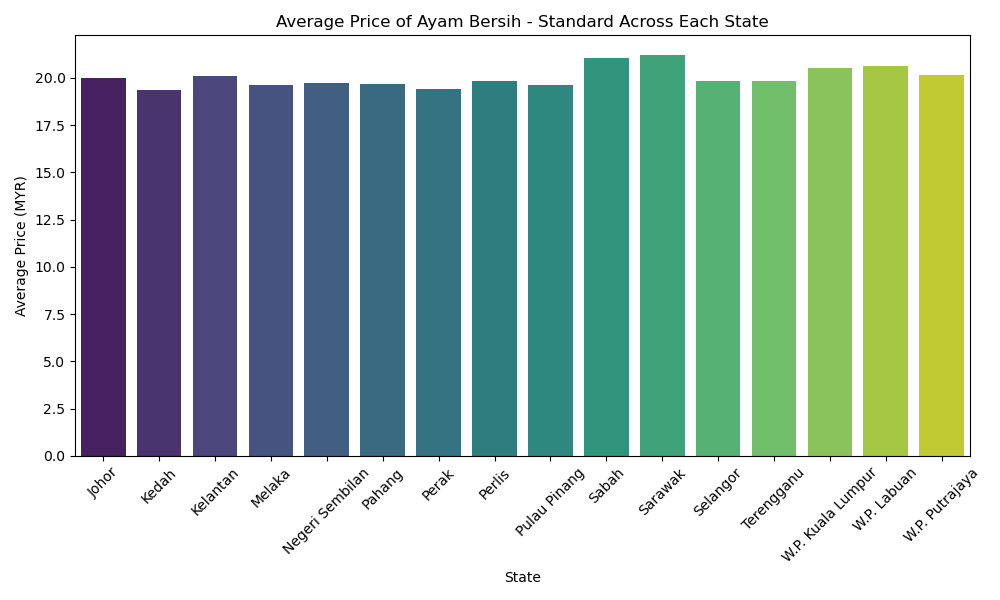 Average Price of Ayam Bersih - Standard Across Each State
Average Price (MYR)
20.0
17.5
15.0
12.5
10.0
7.5
5.0
2.5
0.0
Johor
Kedah
Kelantan
Melaka
Negeri Sembilan
Pahang
Perak
Perlis
Pulau Pinang
Sabah
Sarawak
Selangor
Terengganu
W.P. Kuala Lumpur
W.P. Labuan
W.P. Putrajaya
State